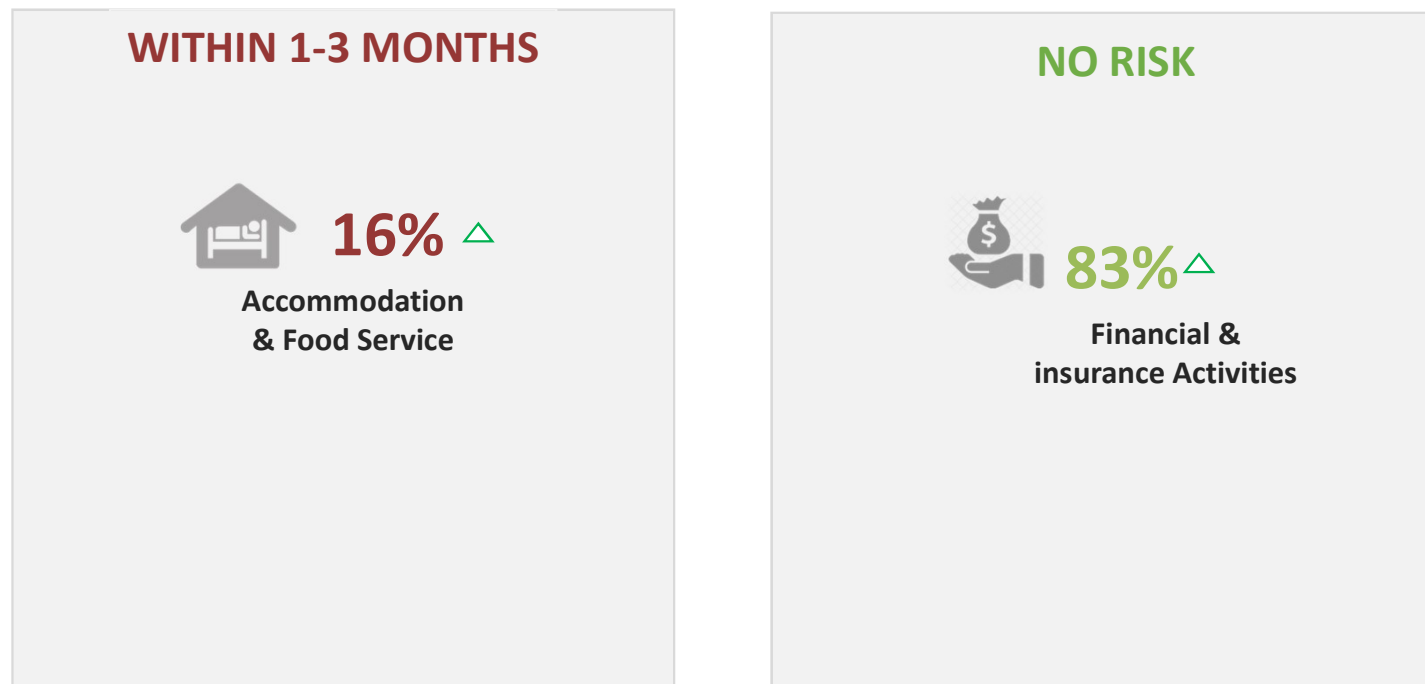 WITHIN 1-3 MONTHS
16%
Accommodation
& Food Service
NO RISK
$
83%
Financial &
insurance Activities